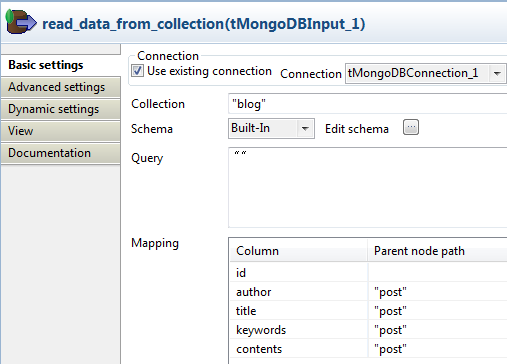 read_data_from_collection(tMongoDBInput_1)
Basic settings
Advanced settings
Dynamic settings
View
Documentation
Connection
Use existing connection Connection tMongoDBConnection_1
Collection "blog"
Schema Built-In Edit schema ...
Query ""
Mapping
Column Parent node path
id
author "post"
title "post"
keywords "post"
contents "post"